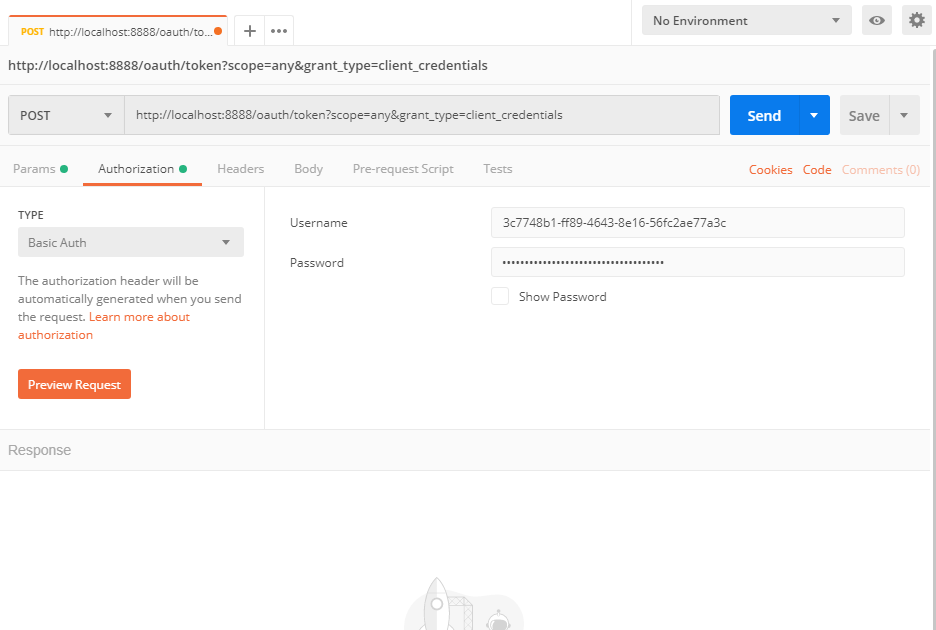 POST http://localhost:8888/oauth/to...
No Environment
http://localhost:8888/oauth/token?scope=any&grant_type=client_credentials
POST
http://localhost:8888/oauth/token?scope=any&grant_type=client_credentials
Send
Save
Params
Authorization
Headers
Body
Pre-request Script
Tests
Cookies
Code
Comments (0)
TYPE
Basic Auth
The authorization header will be
automatically generated when you send
the request. Learn more about
authorization
Preview Request
Username
3c7748b1-ff89-4643-8e16-56fc2ae77a3c
Password
••••••••••••••••••••••••••••••••••••
Show Password
Response